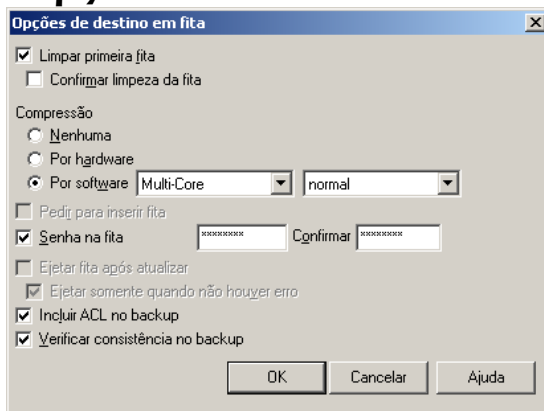 Opções de destino em fita
Limpar primeira fita
Confirmar limpeza da fita
Compressão
Nenhuma
Por hardware
Por software Multi-Core normal
Pedir para inserir fita
Senha na fita ******** Confirmar ********
Ejetar fita após atualizar
Ejetar somente quando não houver erro
Incluir ACL no backup
Verificar consistência no backup
OK Cancelar Ajuda